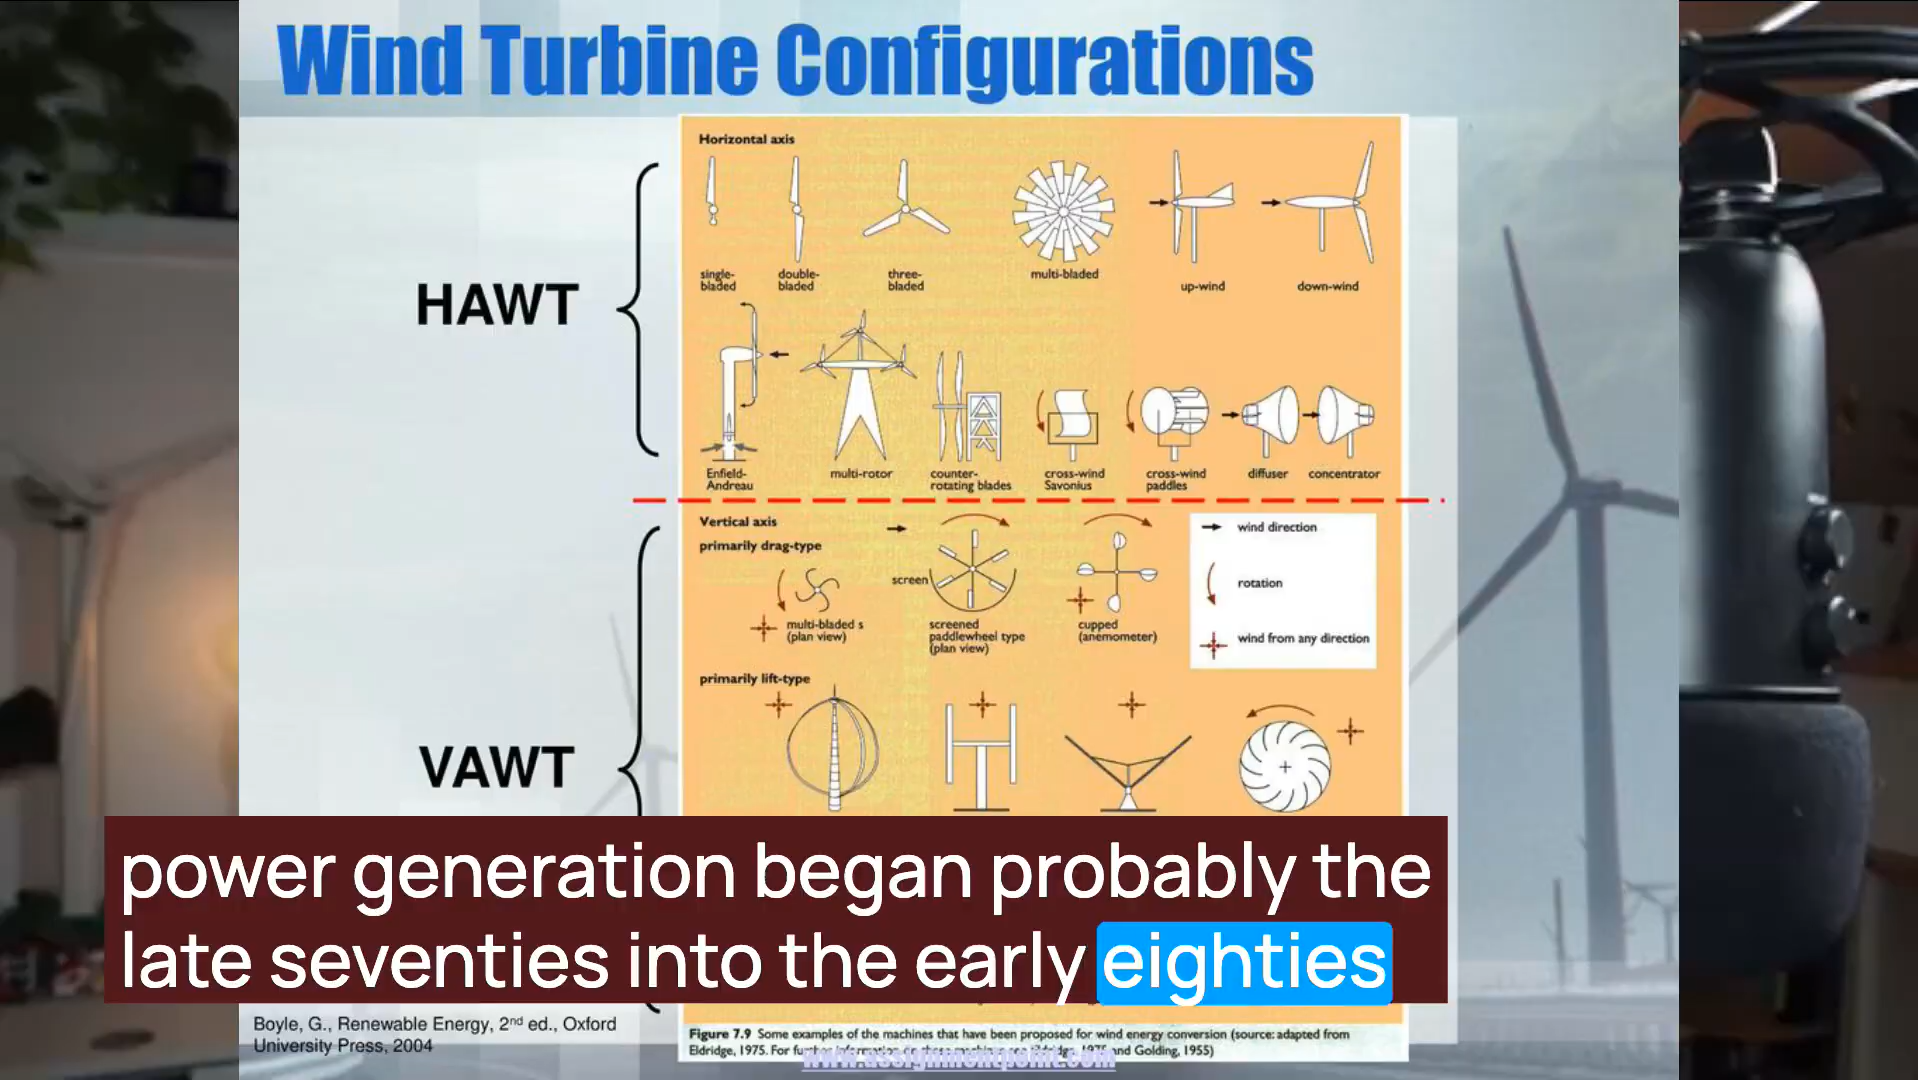 Wind Turbine Configurations
HAWT
Horizontal axis
single-
bladed
double-
bladed
three-
bladed
multi-bladed
up-wind
down-wind
Enfield-
Andreau
multi-rotor
counter-
rotating blades
cross-wind
Savonius
cross-wind
paddles
diffuser
concentrator
VAWT
Vertical axis
primarily drag-type
screen
multi-bladed s
(plan view)
screened
paddlewheel type
(plan view)
cupped
(anemometer)
wind direction
rotation
wind from any direction
primarily lift-type
power generation began probably the
late seventies into the early eighties
Boyle, G., Renewable Energy, 2nd ed., Oxford
University Press, 2004
Figure 7.9 Some examples of the machines that have been proposed for wind energy conversion (source: adapted from
Eldridge, 1975. For further information and Golding, 1955)
www.assignmentpoint.com